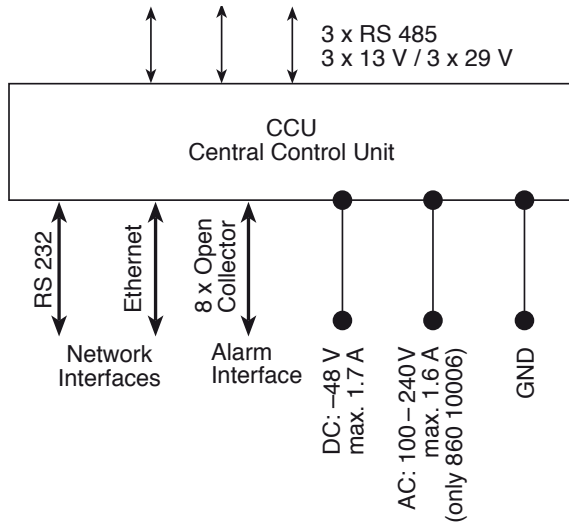 3 x RS 485
3 x 13 V / 3 x 29 V
CCU
Central Control Unit
RS 232
Ethernet
8 x Open
Collector
Network
Interfaces
Alarm
Interface
DC: –48 V
max. 1.7 A
AC: 100 – 240 V
max. 1.6 A
(only 860 10006)
GND